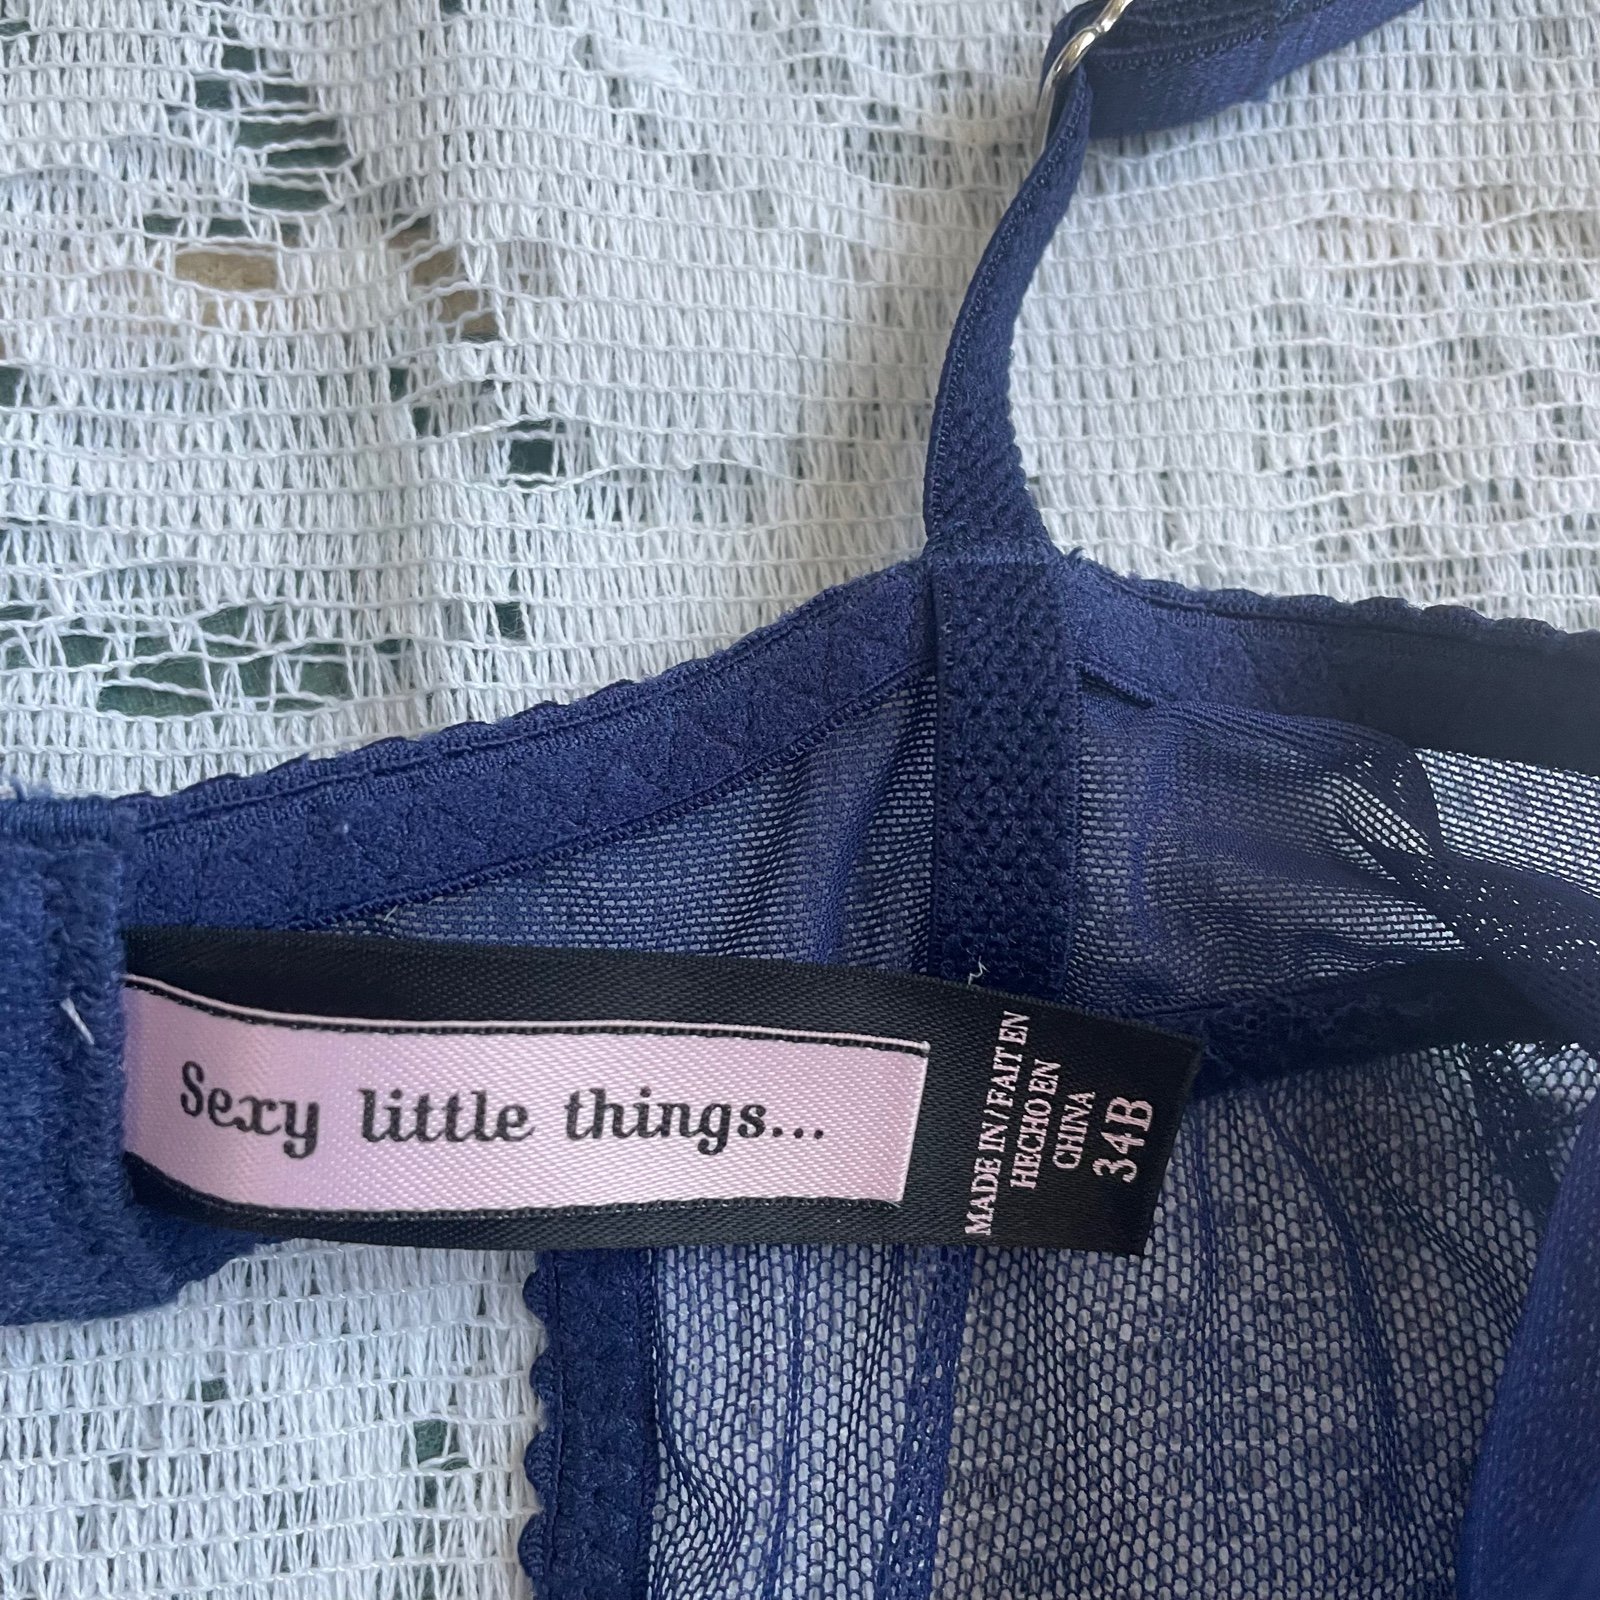 Sexy little things...
MADE IN / FAIT EN
HECHO EN
CHINA
34B